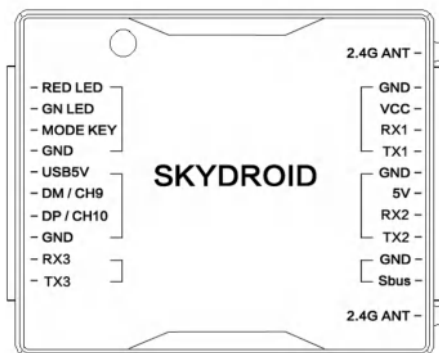 2.4G ANT
RED LED
GN LED
MODE KEY
GND
USB5V
DM / CH9
DP / CH10
GND
RX3
TX3
SKYDROID
GND
VCC
RX1
TX1
GND
5V
RX2
TX2
GND
Sbus
2.4G ANT